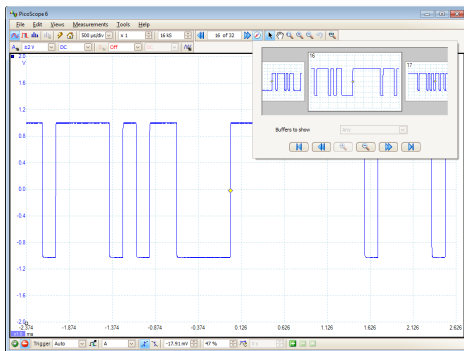 PicoScope 6
File Edit Views Measurements Tools Help
500 µs/div x 1 16 kS 16 of 32
A ±2 V DC Off
2.0
V
1.6
1.2
0.8
0.4
0.0
-0.4
-0.8
-1.2
-1.6
-2.0
-2.374 -1.874 -1.374 -0.874 -0.374 0.126 0.626 1.126 1.626 2.126 2.626
x1.0 ms
16
17
Buffers to show Any
Trigger Auto A -17.91 mV 47 % 1 s